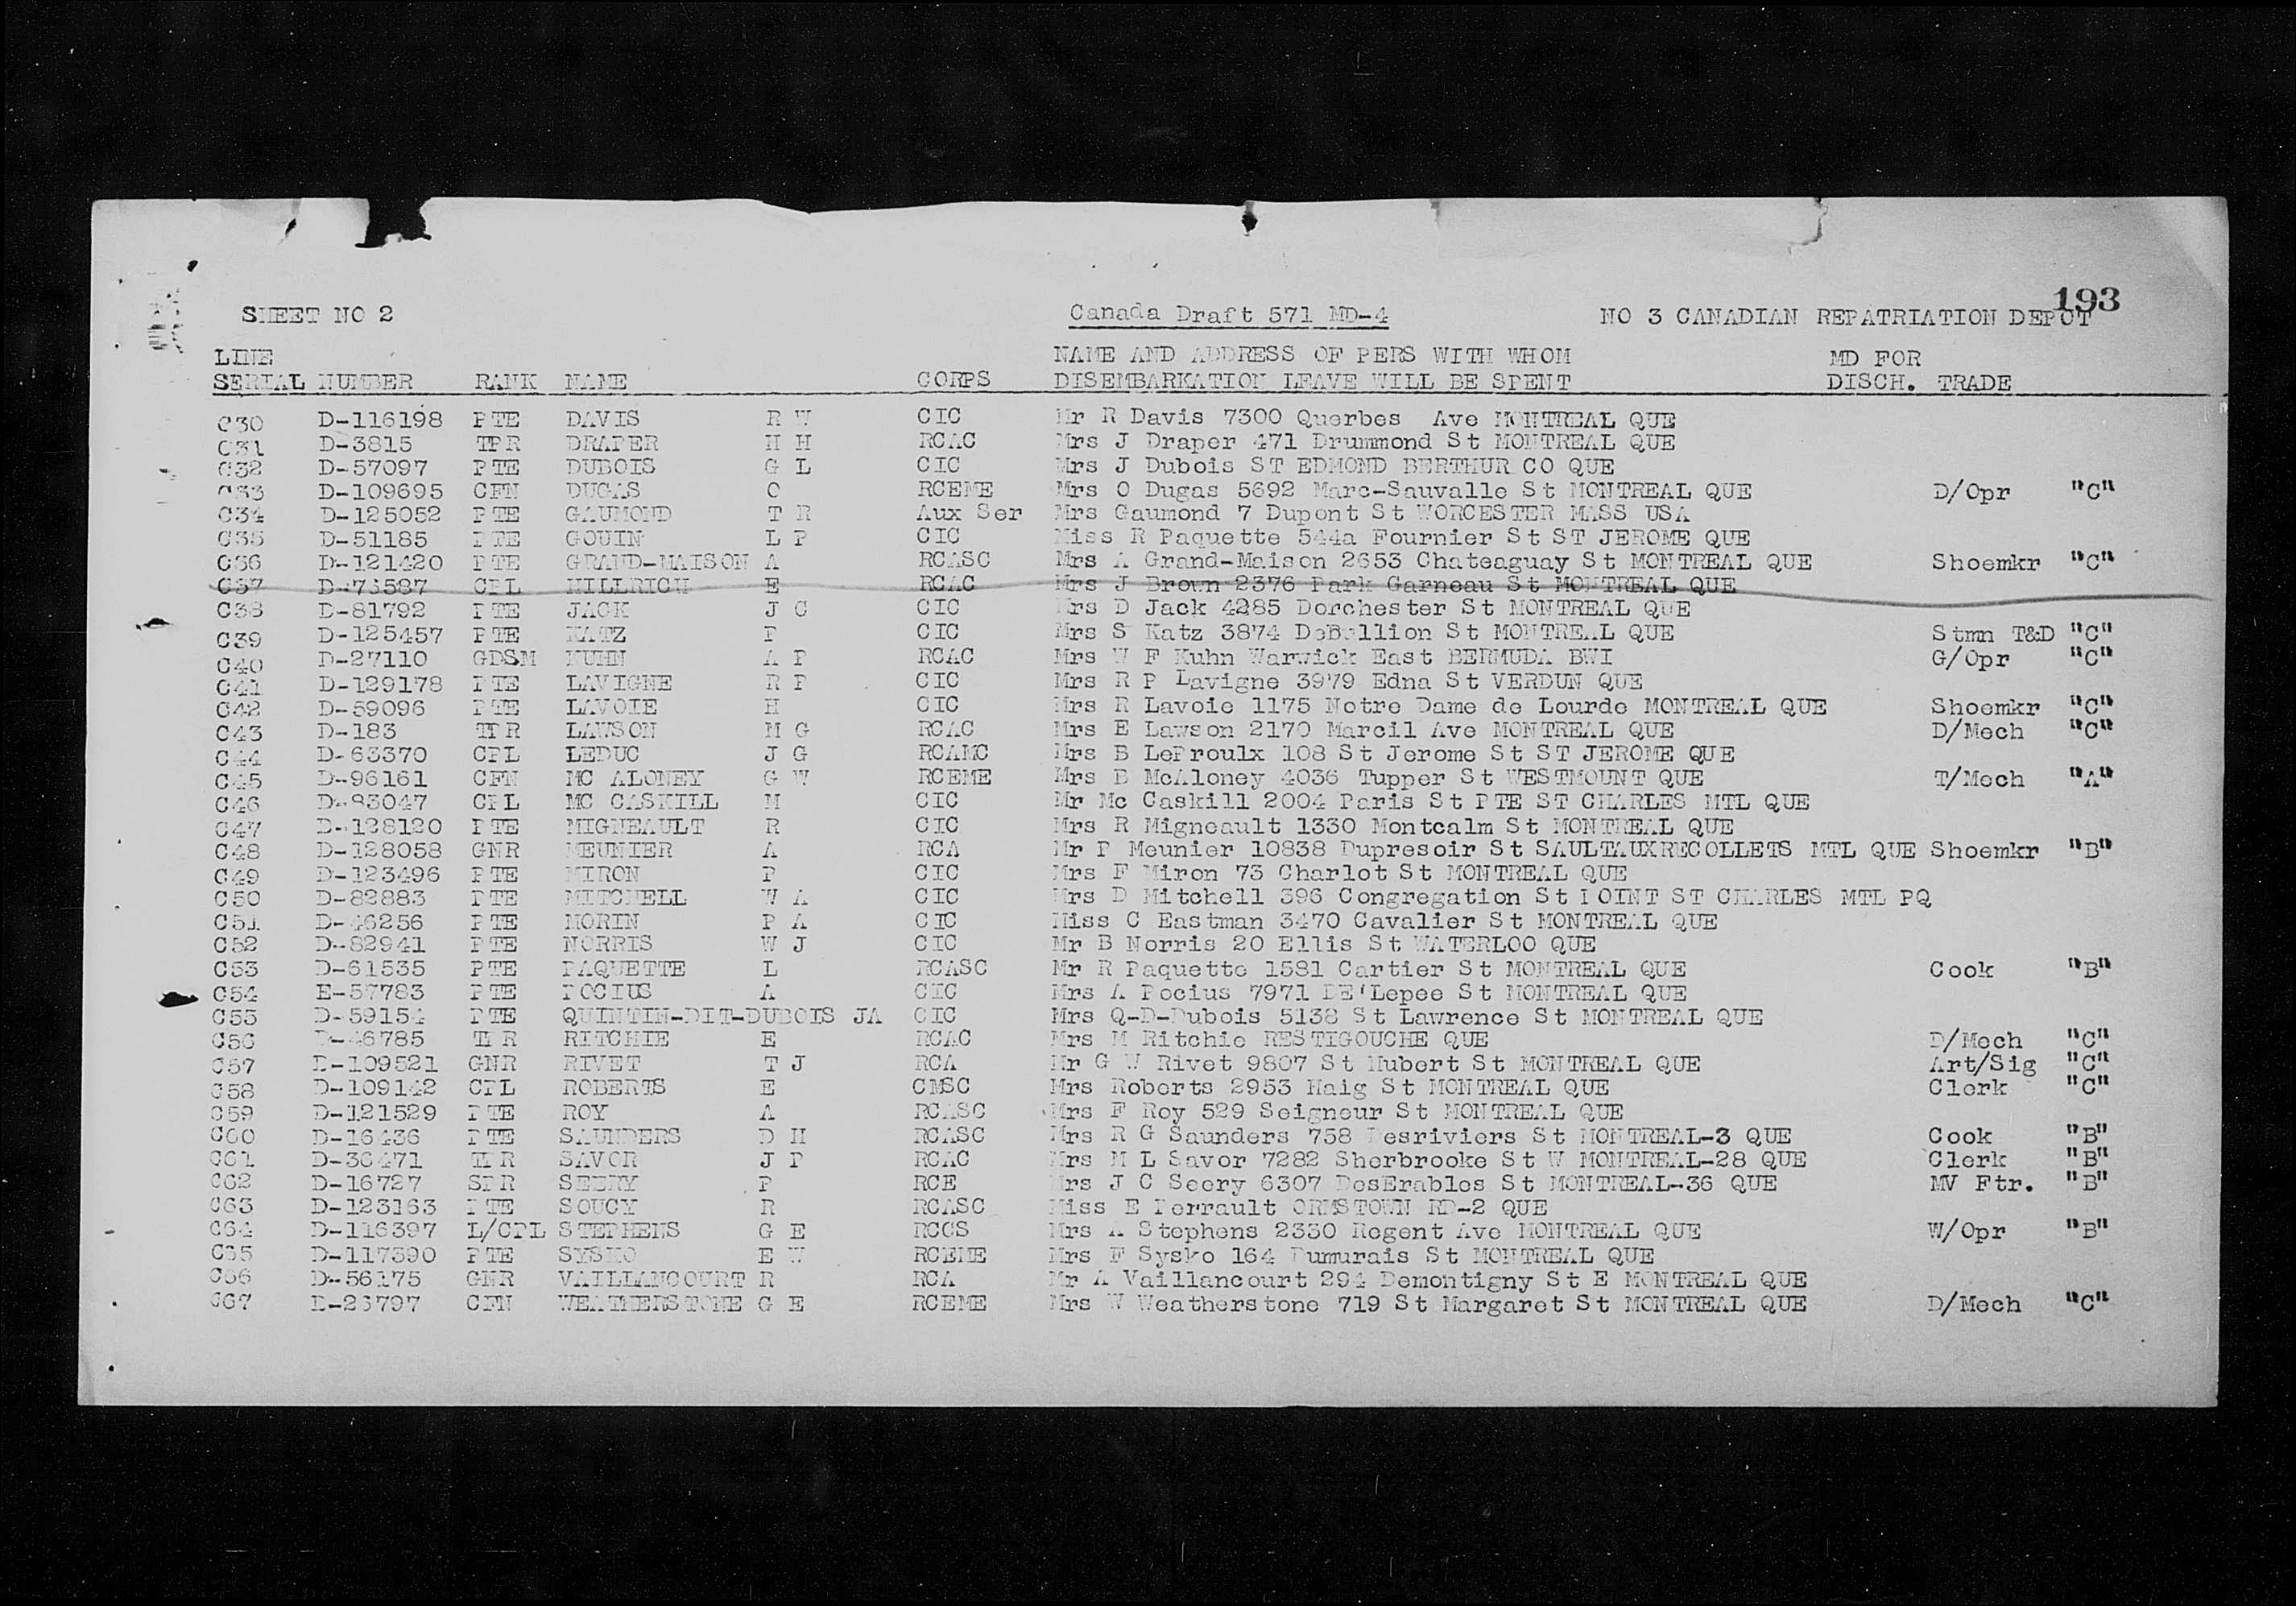 193
SHEET NO 2 Canada Draft 571 MD-4 NO 3 CANADIAN REPATRIATION DEPOT
LINE NAME AND ADDRESS OF PERS WITH WHOM MD FOR
SERIAL NUMBER RANK NAME CORPS DISEMBARKATION LEAVE WILL BE SPENT DISCH. TRADE
C30 D-116198 PTE DAVIS R W CIC Mr R Davis 7300 Querbes Ave MONTREAL QUE
C31 D-3815 TPR DRAPER H H RCAC Mrs J Draper 471 Drummond St MONTREAL QUE
C32 D-57097 PTE DUBOIS G L CIC Mrs J Dubois ST EDMOND BERTHUR CO QUE
C33 D-109695 CFN DUGAS O RCEME Mrs O Dugas 5692 Marc-Sauvalle St MONTREAL QUE D/Opr "C"
C34 D-125052 PTE GAUMOND T R Aux Ser Mrs Gaumond 7 Dupont St WORCESTER MASS USA
C35 D-51185 PTE GOUIN L P CIC Miss R Paquette 544a Fournier St ST JEROME QUE
C36 D-121420 PTE GRAND-MAISON A RCASC Mrs A Grand-Maison 2653 Chateaguay St MONTREAL QUE Shoemkr "C"
C37 D-73587 CPL HILLRICH E RCAC Mrs J Brown 2376 Park Garneau St MONTREAL QUE
C38 D-81792 PTE JACK J C CIC Mrs D Jack 4285 Dorchester St MONTREAL QUE
C39 D-125457 PTE KATZ P CIC Mrs S Katz 3874 DeBullion St MONTREAL QUE Stmn T&D "C"
C40 D-27110 GDSM KUHN A F RCAC Mrs W F Kuhn Warwick East BERMUDA BWI G/Opr "C"
C41 D-129178 PTE LAVIGNE R P CIC Mrs R P Lavigne 3979 Edna St VERDUN QUE
C42 D-59096 PTE LAVOIE H CIC Mrs R Lavoie 1175 Notre Dame de Lourde MONTREAL QUE Shoemkr "C"
C43 D-183 TPR LAWSON M G RCAC Mrs E Lawson 2170 Marcil Ave MONTREAL QUE D/Mech "C"
C44 D-63370 CPL LEDUC J G RCAMC Mrs B LeProulx 108 St Jerome St ST JEROME QUE
C45 D-96161 CFN MC ALONEY G W RCEME Mrs B McAloney 4036 Tupper St WESTMOUNT QUE T/Mech "A"
C46 D-83047 CPL MC CASKILL M CIC Mr Mc Caskill 2004 Paris St PTE ST CHARLES MTL QUE
C47 D-128120 PTE MIGNEAULT R CIC Mrs R Migneault 1330 Montcalm St MONTREAL QUE
C48 D-128058 GNR MEUNIER A RCA Mr P Meunier 10838 Dupresoir St SAULTAUXRECOLLETS MTL QUE Shoemkr "B"
C49 D-123496 PTE MIRON P CIC Mrs F Miron 73 Charlot St MONTREAL QUE
C50 D-82883 PTE MITCHELL W A CIC Mrs D Mitchell 396 Congregation St POINT ST CHARLES MTL PQ
C51 D-46256 PTE MORIN P A CIC Miss C Eastman 3470 Cavalier St MONTREAL QUE
C52 D-82941 PTE NORRIS W J CIC Mr B Norris 20 Ellis St WATERLOO QUE
C53 D-61535 PTE PAQUETTE L RCASC Mr R Paquette 1581 Cartier St MONTREAL QUE Cook "B"
C54 E-57783 PTE POCIUS A CIC Mrs A Pocius 7971 DE'Lepee St MONTREAL QUE
C55 D-59154 PTE QUINTIN-DIT-DUBOIS JA CIC Mrs Q-D-Dubois 5138 St Lawrence St MONTREAL QUE
C56 D-46785 TPR RITCHIE E RCAC Mrs M Ritchie RESTIGOUCHE QUE D/Mech "C"
C57 D-109521 GNR RIVET T J RCA Mr G W Rivet 9807 St Hubert St MONTREAL QUE Art/Sig "C"
C58 D-109142 CPL ROBERTS E CMSC Mrs Roberts 2953 Haig St MONTREAL QUE Clerk "C"
C59 D-121529 PTE ROY A RCASC Mrs F Roy 529 Seigneur St MONTREAL QUE
C60 D-16436 PTE SAUNDERS D H RCASC Mrs R G Saunders 758 Desriviers St MONTREAL-3 QUE Cook "B"
C61 D-36471 TPR SAVOR J P RCAC Mrs M L Savor 7282 Sherbrooke St W MONTREAL-28 QUE Clerk "B"
C62 D-16727 SPR SEERY P RCE Mrs J C Seery 6307 DesErables St MONTREAL-36 QUE MV Ftr. "B"
C63 D-123163 PTE SOUCY R RCASC Miss E Perrault ORMSTOWN RD-2 QUE
C64 D-116397 L/CPL STEPHENS G E RCCS Mrs A Stephens 2330 Regent Ave MONTREAL QUE W/Opr "B"
C65 D-117390 PTE SYSKO E W RCEME Mrs F Sysko 164 Dumurais St MONTREAL QUE
C66 D-56175 GNR VAILLANCOURT R RCA Mr A Vaillancourt 294 Demontigny St E MONTREAL QUE
C67 D-26797 CFN WEATHERSTONE G E RCEME Mrs W Weatherstone 719 St Margaret St MONTREAL QUE D/Mech "C"